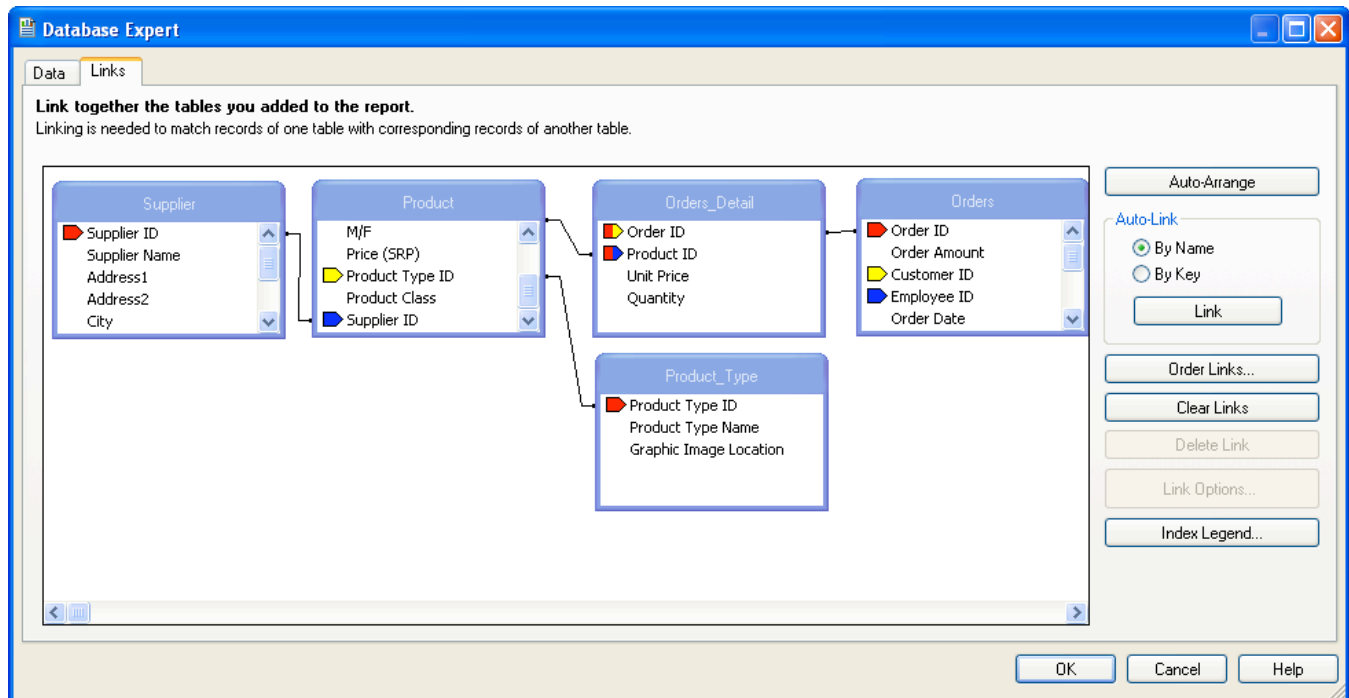 Database Expert
Data
Links
Link together the tables you added to the report.
Linking is needed to match records of one table with corresponding records of another table.
Supplier
Supplier ID
Supplier Name
Address1
Address2
City
Product
M/F
Price (SRP)
Product Type ID
Product Class
Supplier ID
Orders_Detail
Order ID
Product ID
Unit Price
Quantity
Orders
Order ID
Order Amount
Customer ID
Employee ID
Order Date
Product_Type
Product Type ID
Product Type Name
Graphic Image Location
Auto-Arrange
Auto-Link
By Name
By Key
Link
Order Links...
Clear Links
Delete Link
Link Options...
Index Legend...
OK
Cancel
Help